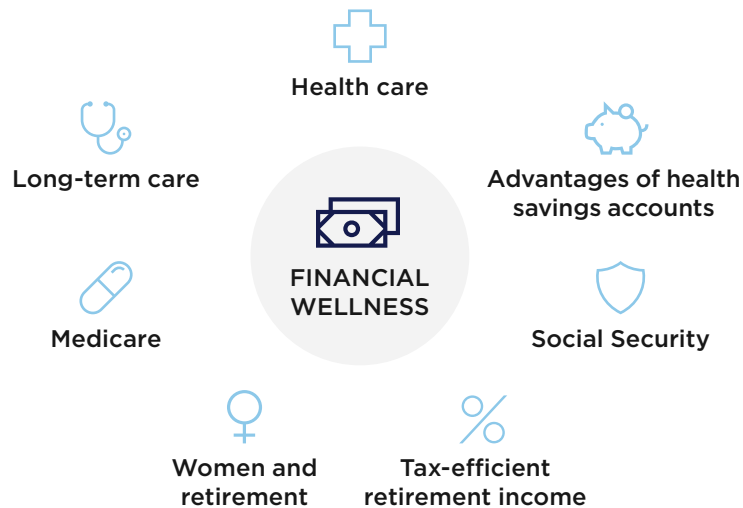 Health care
Long-term care
Advantages of health
savings accounts
FINANCIAL
WELLNESS
Medicare
Social Security
Women and
retirement
Tax-efficient
retirement income